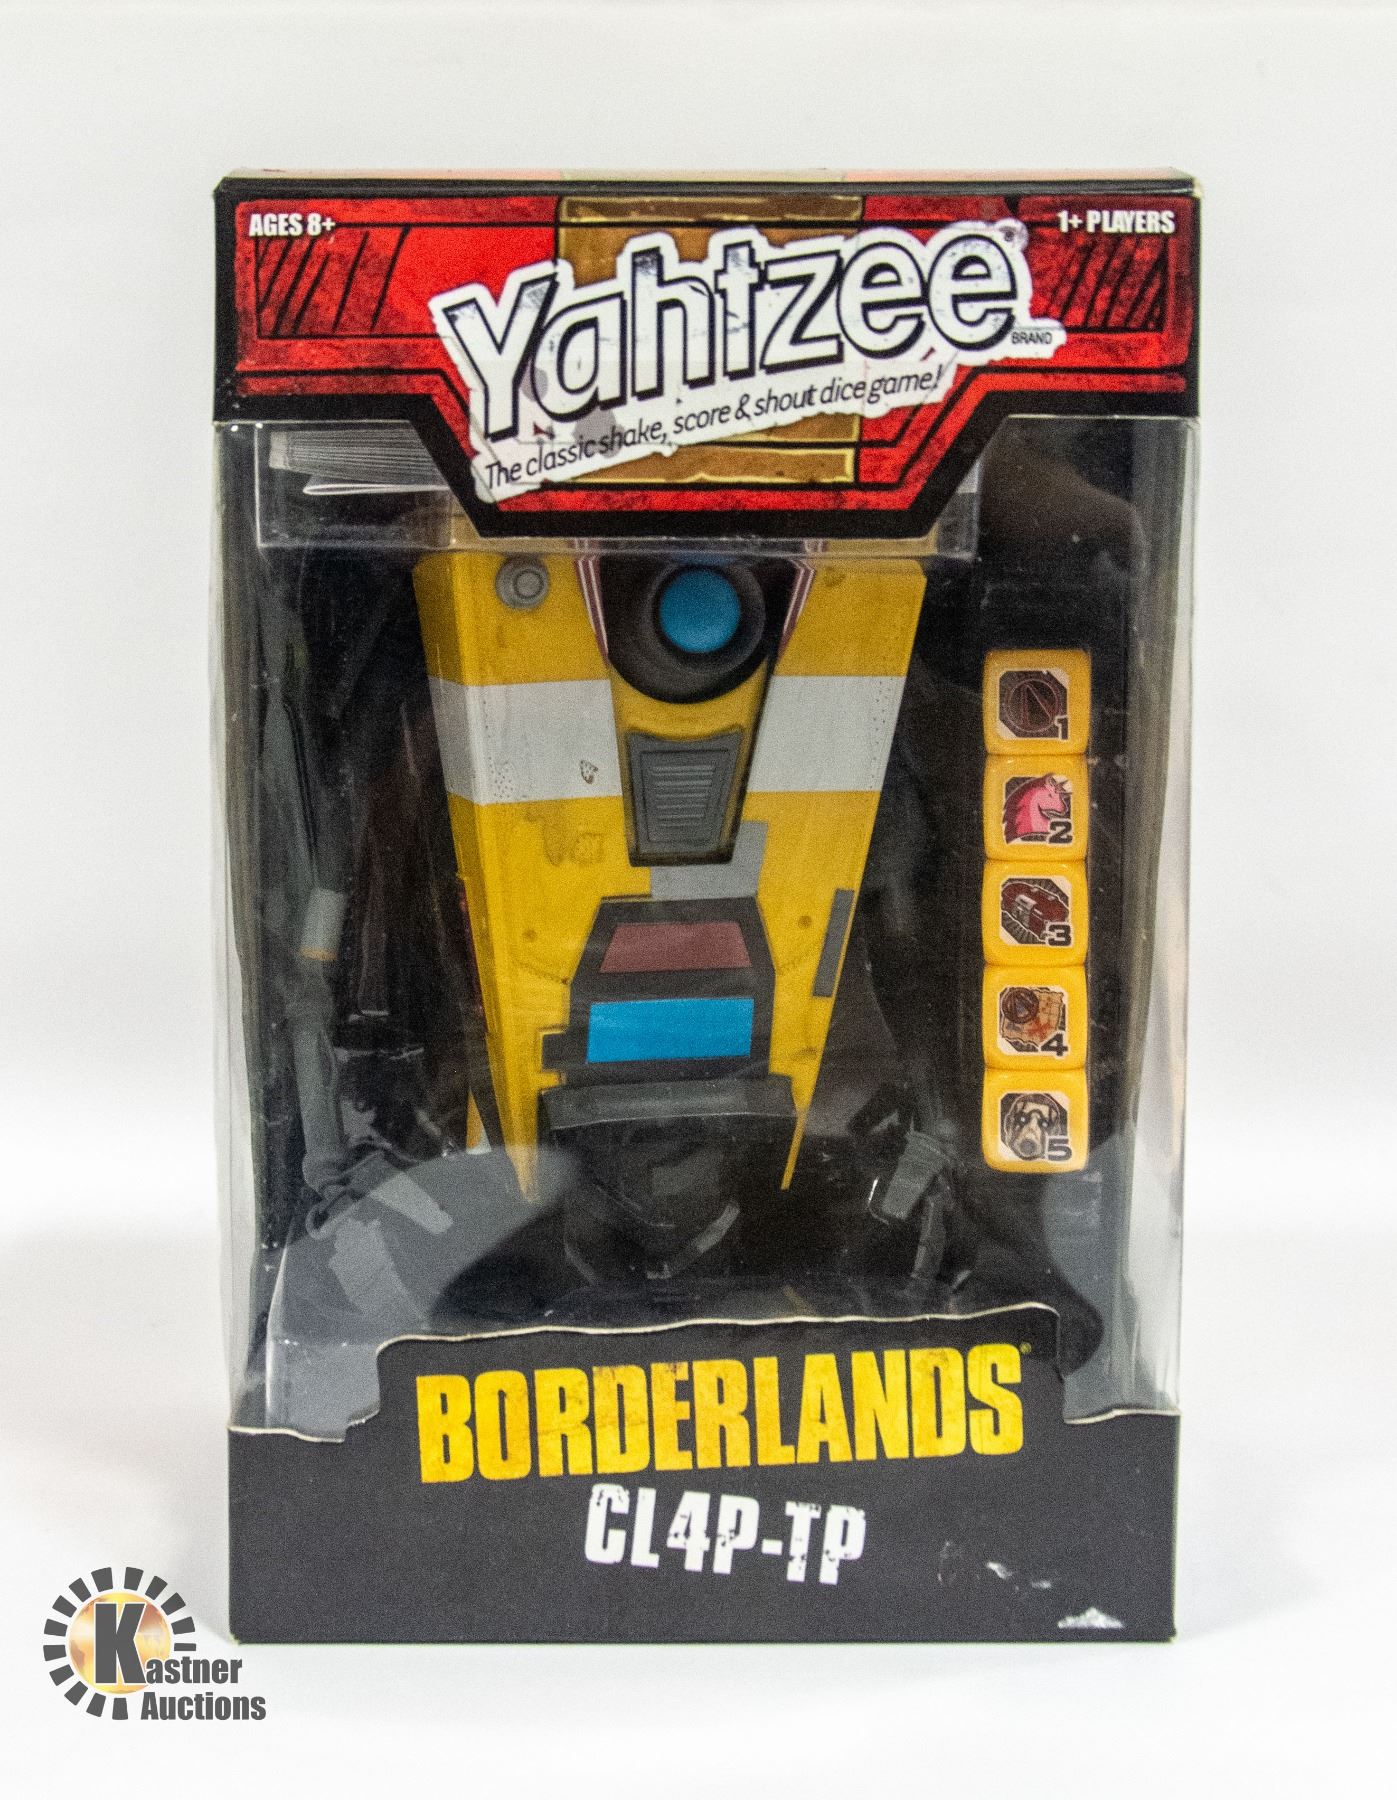 AGES 8+
1+ PLAYERS
Yahtzee®
BRAND
The classic shake, score & shout dice game!
1
2
3
4
5
BORDERLANDS®
CL4P-TP
Kastner
Auctions